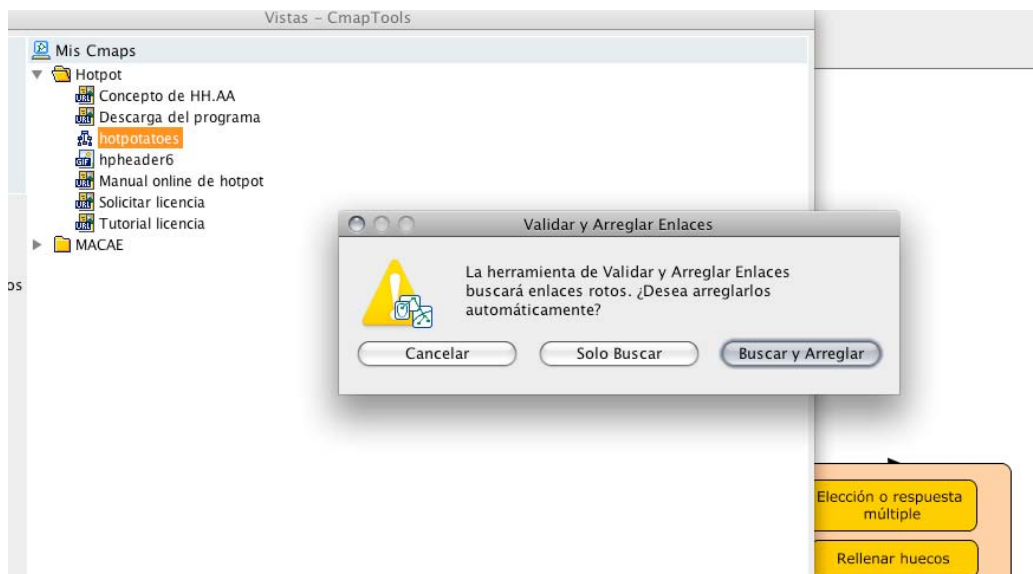 Vistas – CmapTools
Mis Cmaps
Hotpot
Concepto de HH.AA
Descarga del programa
hotpotatoes
hpheader6
Manual online de hotpot
Solicitar licencia
Tutorial licencia
MACAE
os
Validar y Arreglar Enlaces
La herramienta de Validar y Arreglar Enlaces
buscará enlaces rotos. ¿Desea arreglarlos
automáticamente?
Cancelar
Solo Buscar
Buscar y Arreglar
Elección o respuesta
múltiple
Rellenar huecos